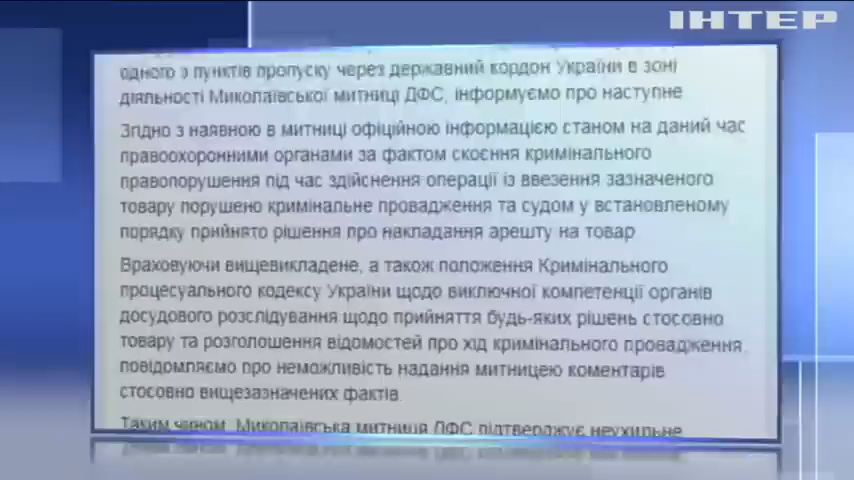 ІНТЕР
одного з пунктів пропуску через державний кордон України в зоні
діяльності Миколаївської митниці ДФС, інформуємо про наступне
Згідно з наявною в митниці офіційною інформацією станом на даний час
правоохоронними органами за фактом скоєння кримінального
правопорушення під час здійснення операції із ввезення зазначеного
товару порушено кримінальне провадження та судом у встановленому
порядку прийнято рішення про накладання арешту на товар
Враховуючи вищевикладене, а також положення Кримінального
процесуального кодексу України щодо виключної компетенції органів
досудового розслідування щодо прийняття будь-яких рішень стосовно
товару та розголошення відомостей про хід кримінального провадження,
повідомляємо про неможливість надання митницею коментарів
стосовно вищезазначених фактів.
Таким чином, Миколаївська митниця ДФС підтверджує неухильне